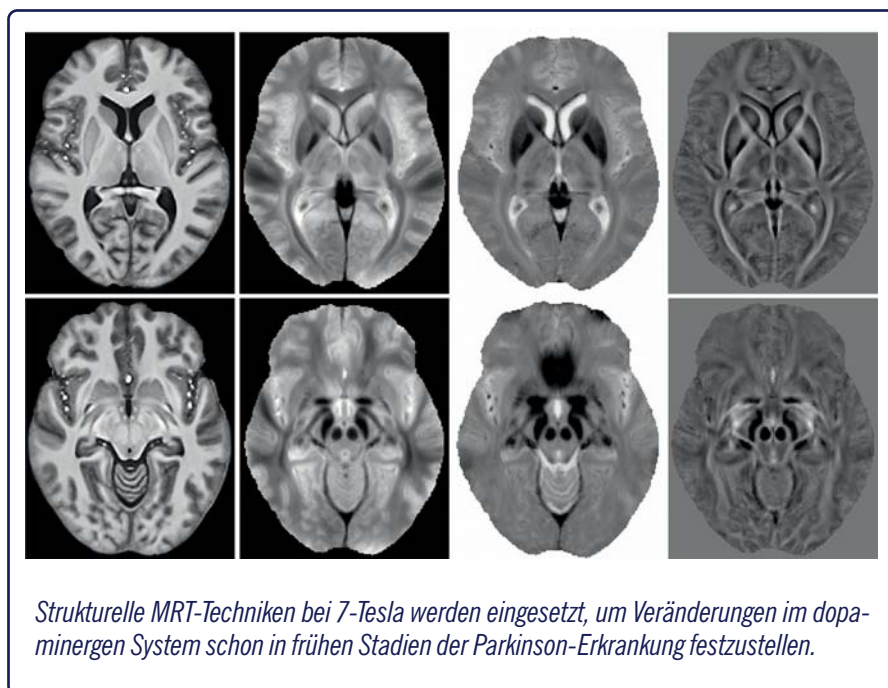 Strukturelle MRT-Techniken bei 7-Tesla werden eingesetzt, um Veränderungen im dopa-
minergen System schon in frühen Stadien der Parkinson-Erkrankung festzustellen.